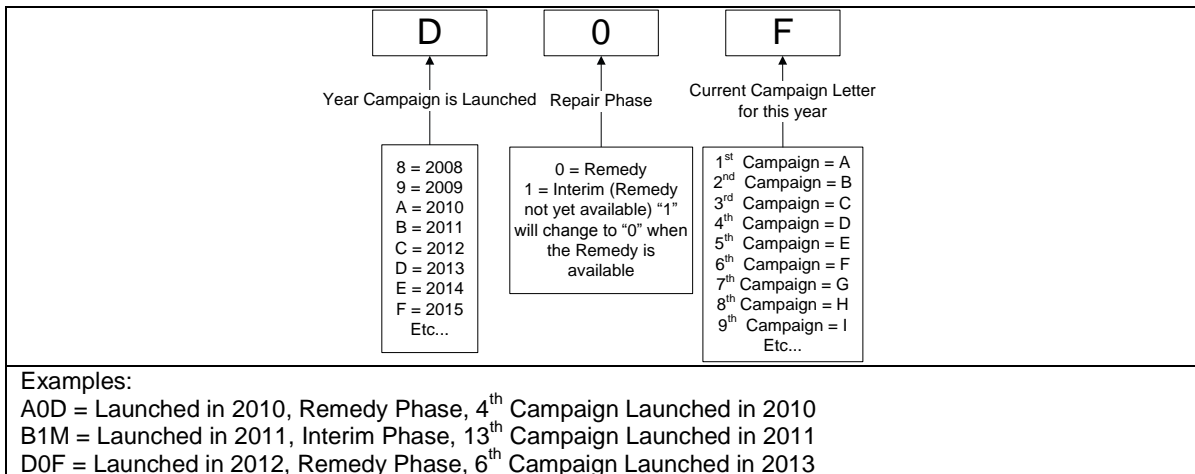 D 0 F
Year Campaign is Launched
Repair Phase
Current Campaign Letter
for this year
8 = 2008
9 = 2009
A = 2010
B = 2011
C = 2012
D = 2013
E = 2014
F = 2015
Etc...
0 = Remedy
1 = Interim (Remedy
not yet available) “1”
will change to “0” when
the Remedy is
available
1st Campaign = A
2nd Campaign = B
3rd Campaign = C
4th Campaign = D
5th Campaign = E
6th Campaign = F
7th Campaign = G
8th Campaign = H
9th Campaign = I
Etc...
Examples:
A0D = Launched in 2010, Remedy Phase, 4th Campaign Launched in 2010
B1M = Launched in 2011, Interim Phase, 13th Campaign Launched in 2011
D0F = Launched in 2012, Remedy Phase, 6th Campaign Launched in 2013